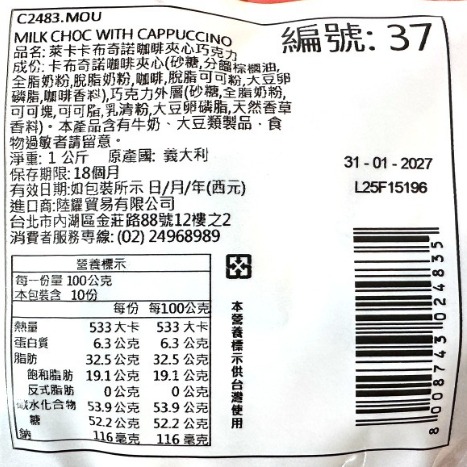 C2483.MOU
MILK CHOC WITH CAPPUCCINO
編號: 37
品名: 萊卡卡布奇諾咖啡夾心巧克力
成份: 卡布奇諾咖啡夾心(砂糖,分餾棕櫚油,
全脂奶粉,脫脂奶粉,咖啡,脫脂可可粉,大豆卵
磷脂,咖啡香料),巧克力外層(砂糖,全脂奶粉,
可可塊,可可脂,乳清粉,大豆卵磷脂,天然香草
香料)。本產品含有牛奶、大豆類製品,食
物過敏者請留意。
淨重: 1 公斤 原產國: 義大利
保存期限: 18個月
有效日期:如包裝所示 日/月/年(西元)
進口商:陸耀貿易有限公司
台北市內湖區金莊路88號12樓之2
消費者服務專線: (02) 24968989
31 - 01 - 2027
L25F15196
營養標示
每一份量 100公克
本包裝含 10份
每份 每100公克
熱量 533 大卡 533 大卡
蛋白質 6.3 公克 6.3 公克
脂肪 32.5 公克 32.5 公克
飽和脂肪 19.1 公克 19.1 公克
反式脂肪 0 公克 0 公克
碳水化合物 53.9 公克 53.9 公克
糖 52.2 公克 52.2 公克
鈉 116 毫克 116 毫克
本營養標示供台灣使用
8 008743 024835